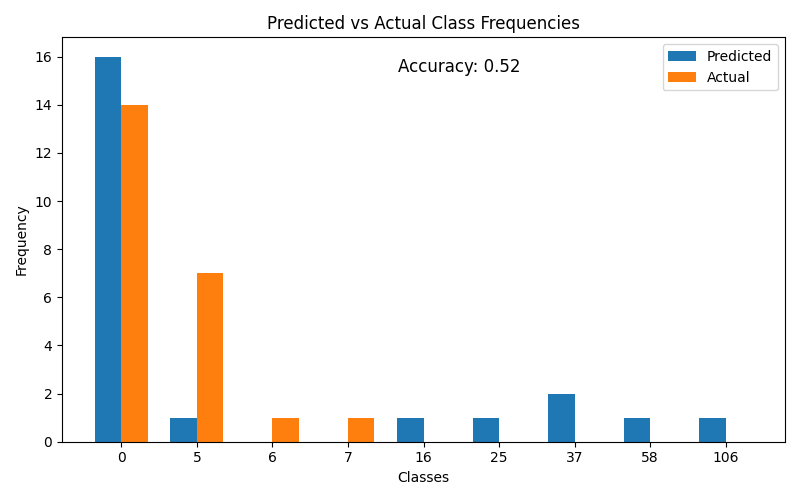 Predicted vs Actual Class Frequencies
Accuracy: 0.52
Predicted
Actual
16
14
12
10
8
6
4
2
0
Frequency
0 5 6 7 16 25 37 58 106
Classes